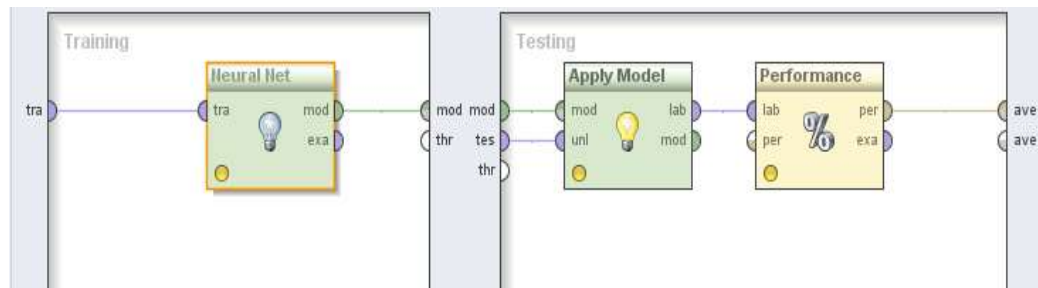 Training
Testing
Neural Net
Apply Model
Performance
tra
tra
mod
mod
mod
mod
lab
lab
per
ave
exa
thr
tes
unl
mod
per
exa
ave
thr